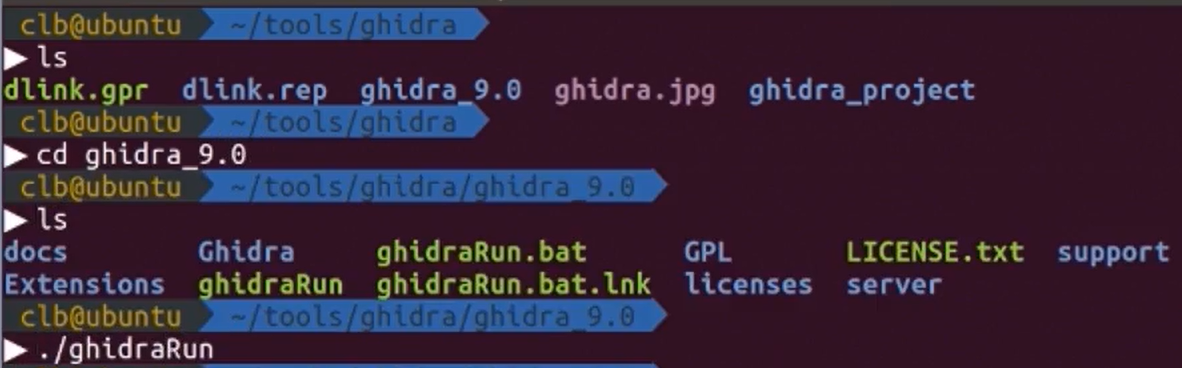 clb@ubuntu ~/tools/ghidra
▶ ls
dlink.gpr dlink.rep ghidra_9.0 ghidra.jpg ghidra_project
clb@ubuntu ~/tools/ghidra
▶ cd ghidra_9.0
clb@ubuntu ~/tools/ghidra/ghidra_9.0
▶ ls
docs Ghidra ghidraRun.bat GPL LICENSE.txt support
Extensions ghidraRun ghidraRun.bat.lnk licenses server
clb@ubuntu ~/tools/ghidra/ghidra_9.0
▶ ./ghidraRun